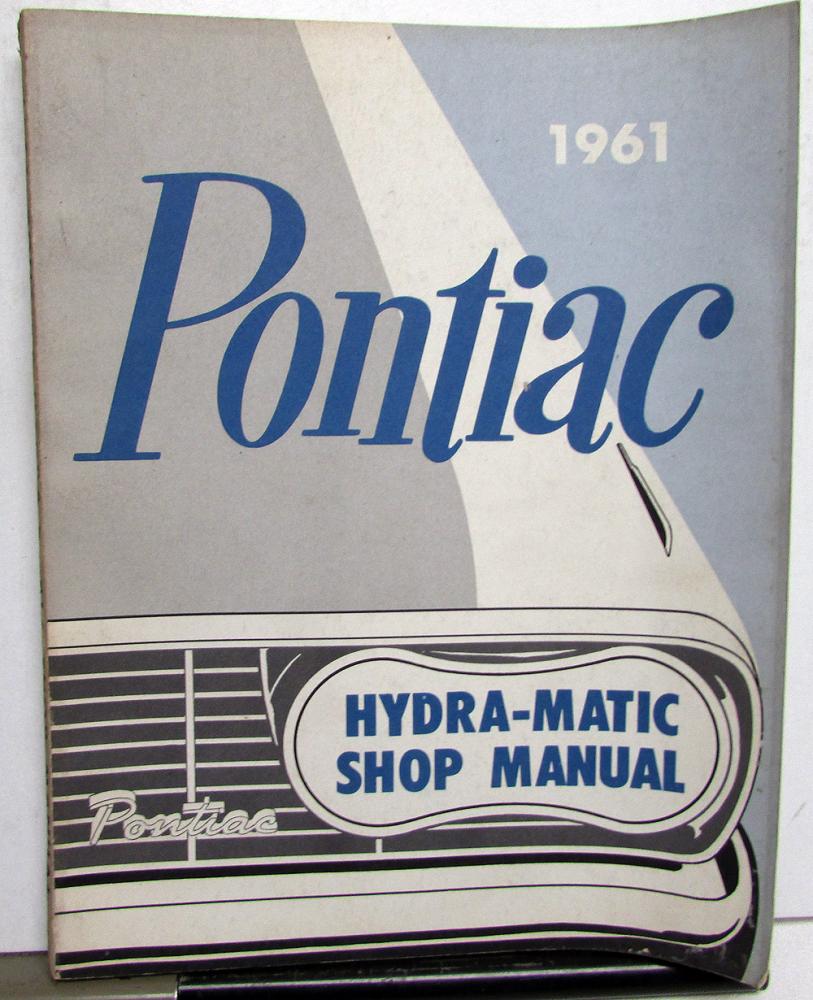 1961
Pontiac
HYDRA-MATIC
SHOP MANUAL
Pontiac